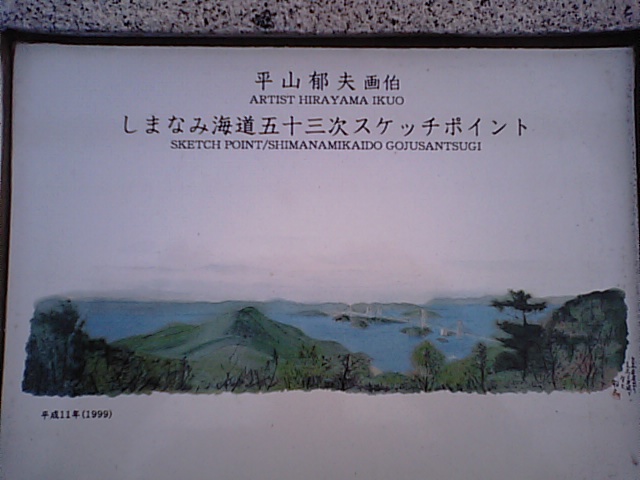 平山郁夫画伯
ARTIST HIRAYAMA IKUO
しまなみ海道五十三次スケッチポイント
SKETCH POINT/SHIMANAMIKAIDO GOJUSANTSUGI
平成11年(1999)